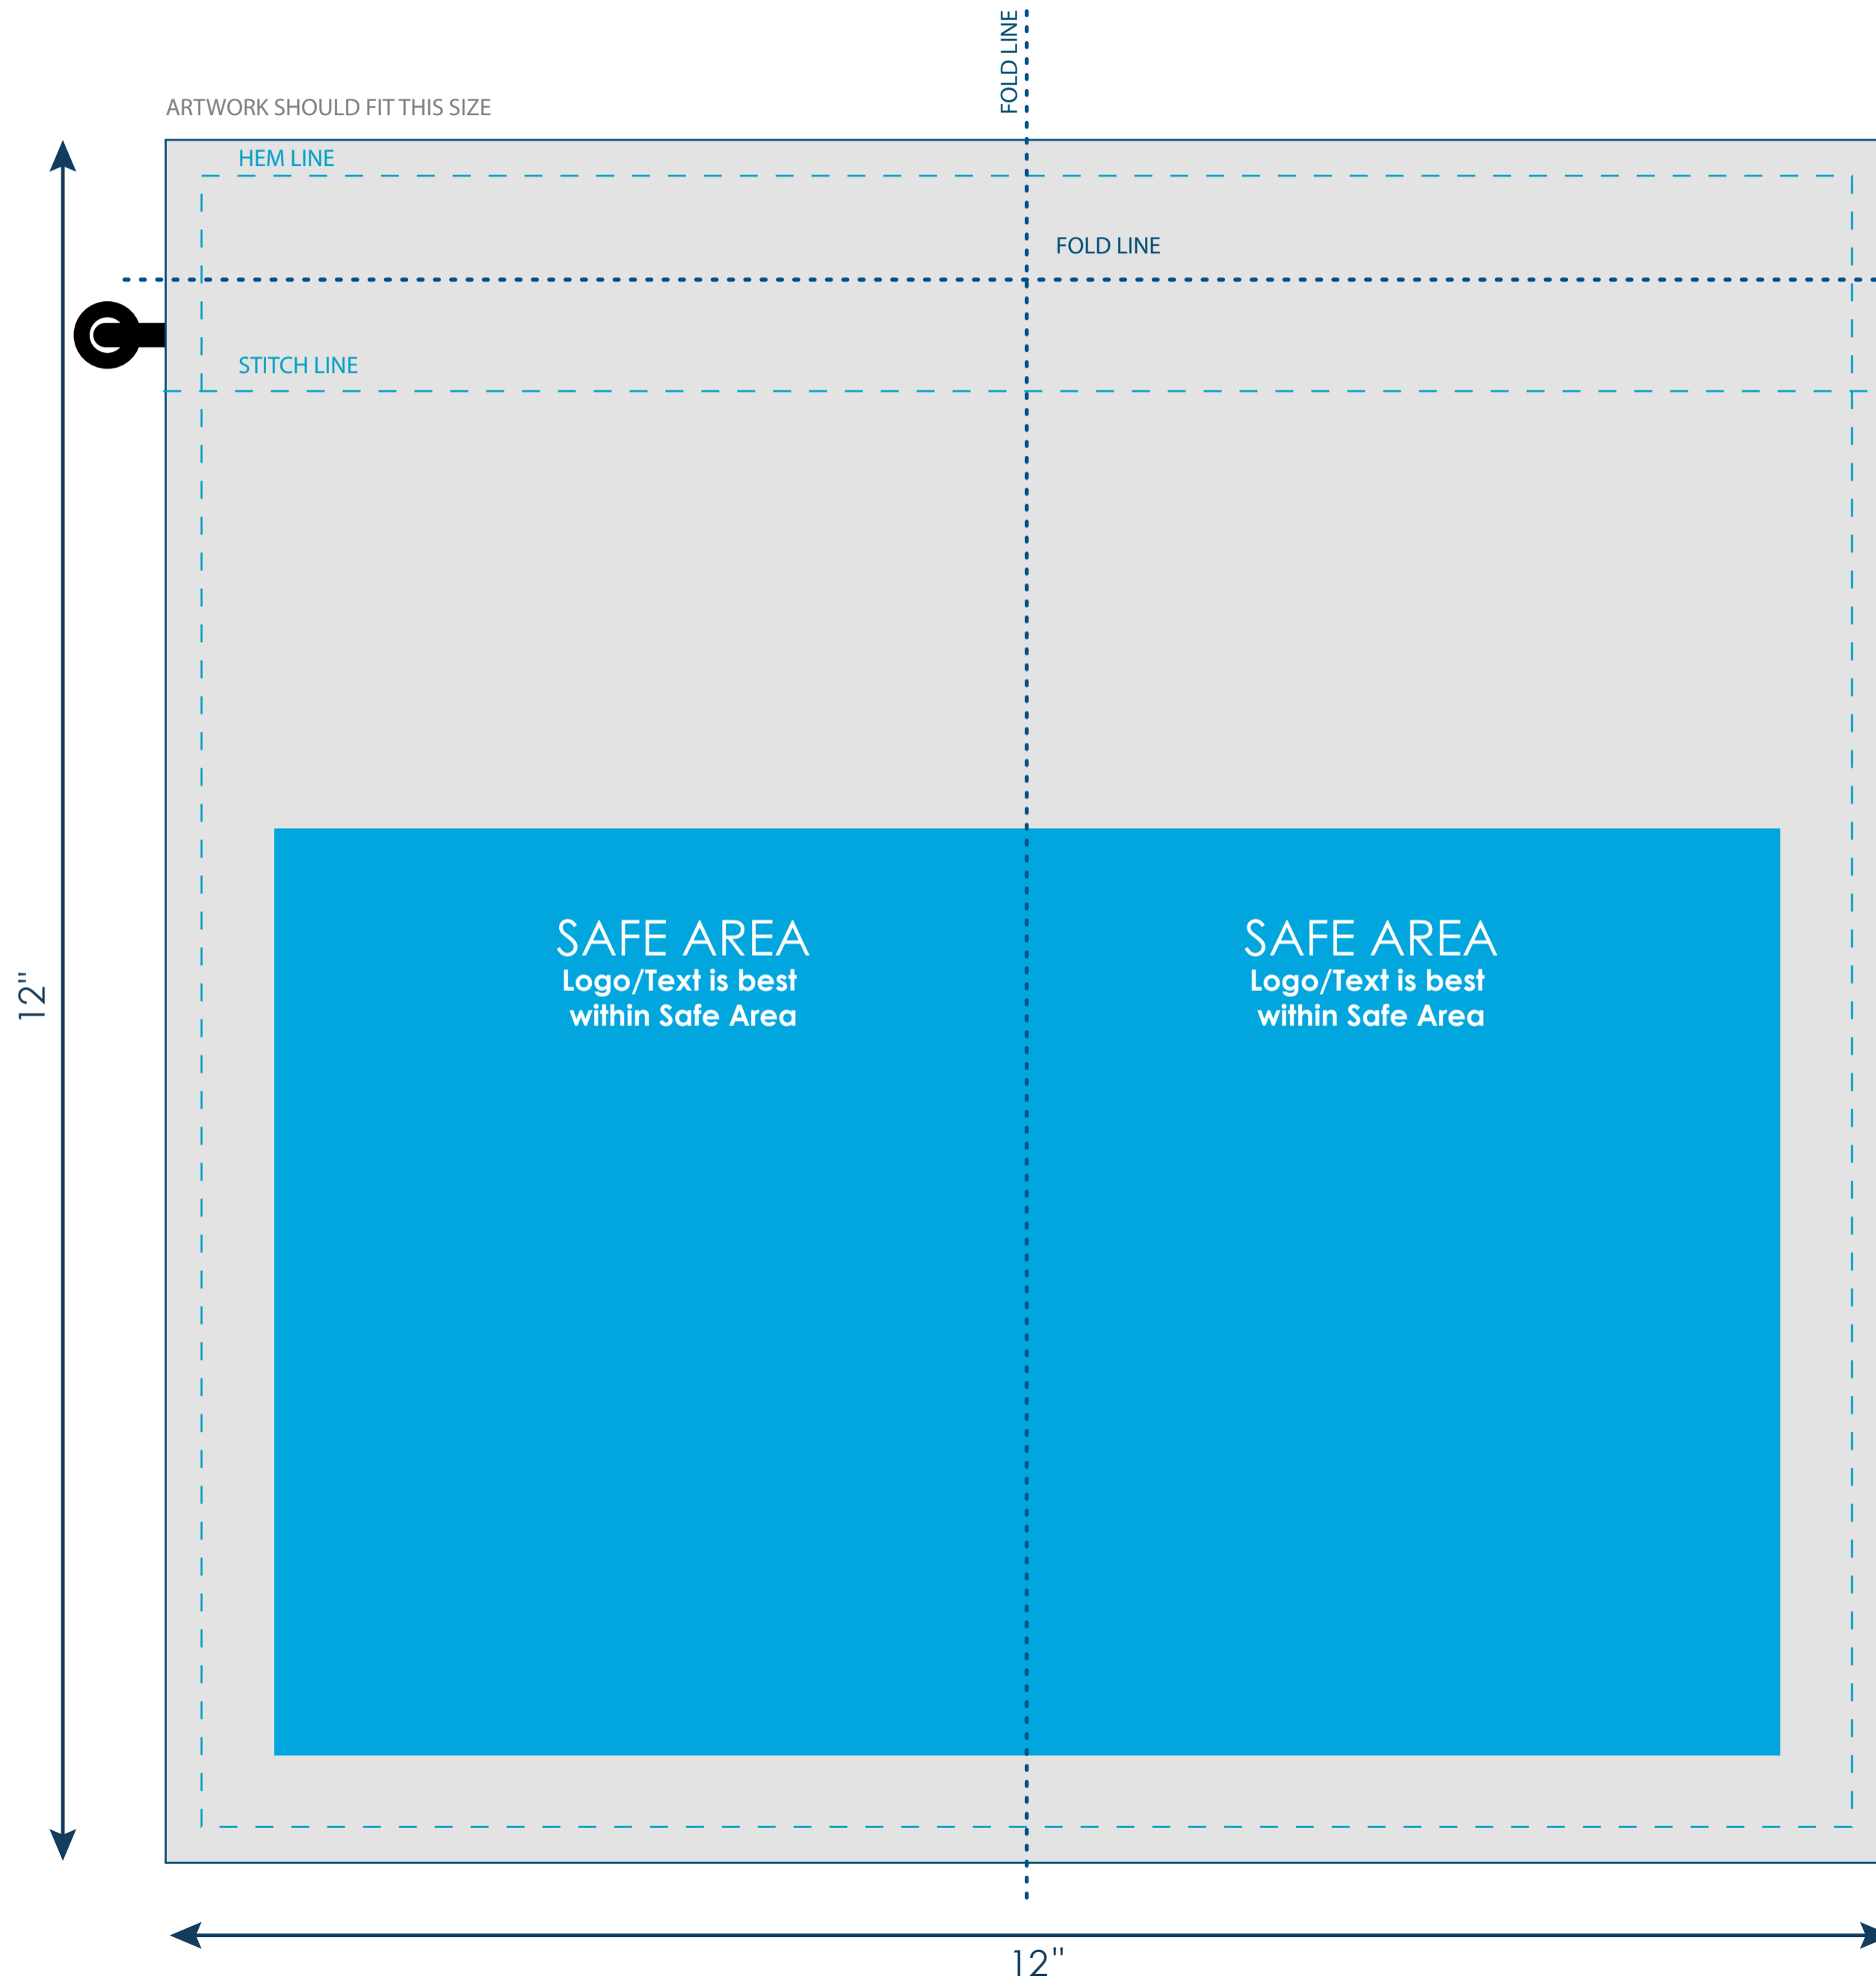 FOLD LINE
ARTWORK SHOULD FIT THIS SIZE
HEM LINE
FOLD LINE
STITCH LINE
SAFE AREA
Logo/Text is best
within Safe Area
SAFE AREA
Logo/Text is best
within Safe Area
12"
12"